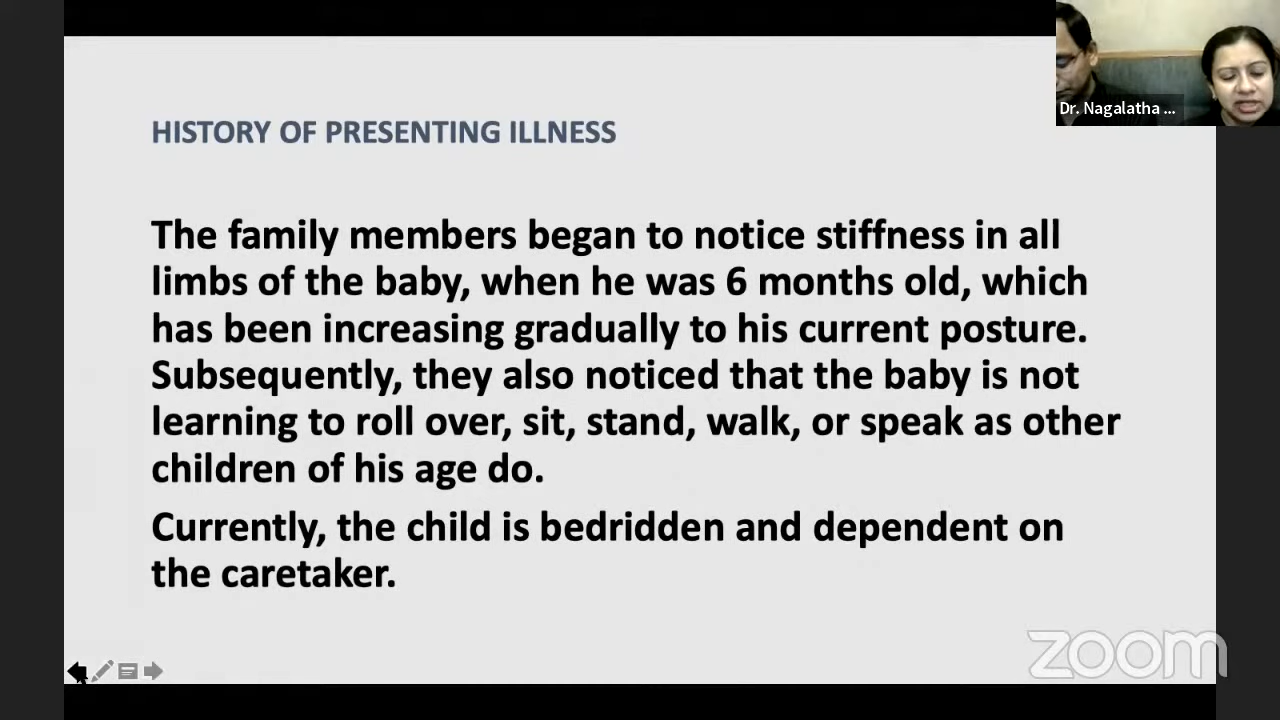 HISTORY OF PRESENTING ILLNESS
Dr. Nagalatha ...
The family members began to notice stiffness in all
limbs of the baby, when he was 6 months old, which
has been increasing gradually to his current posture.
Subsequently, they also noticed that the baby is not
learning to roll over, sit, stand, walk, or speak as other
children of his age do.
Currently, the child is bedridden and dependent on
the caretaker.
zoom